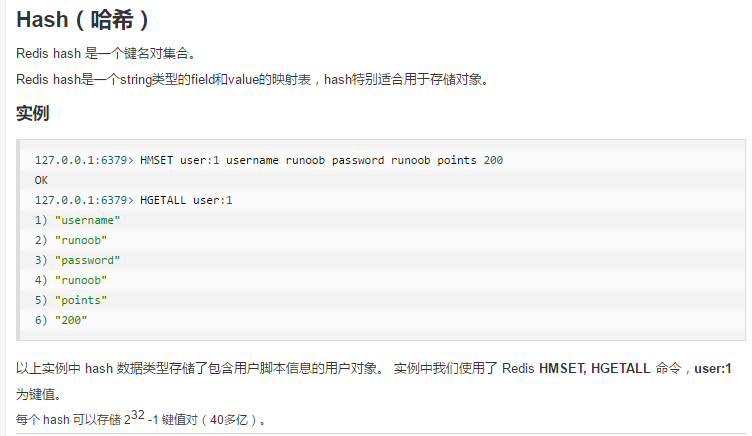 Hash（哈希）
Redis hash 是一个键名对集合。
Redis hash是一个string类型的field和value的映射表，hash特别适合用于存储对象。
实例
127.0.0.1:6379> HMSET user:1 username runoob password runoob points 200
OK
127.0.0.1:6379> HGETALL user:1
1) "username"
2) "runoob"
3) "password"
4) "runoob"
5) "points"
6) "200"
以上实例中 hash 数据类型存储了包含用户脚本信息的用户对象。 实例中我们使用了 Redis HMSET, HGETALL 命令，user:1
为键值。
每个 hash 可以存储 2³² -1 键值对（40多亿）。